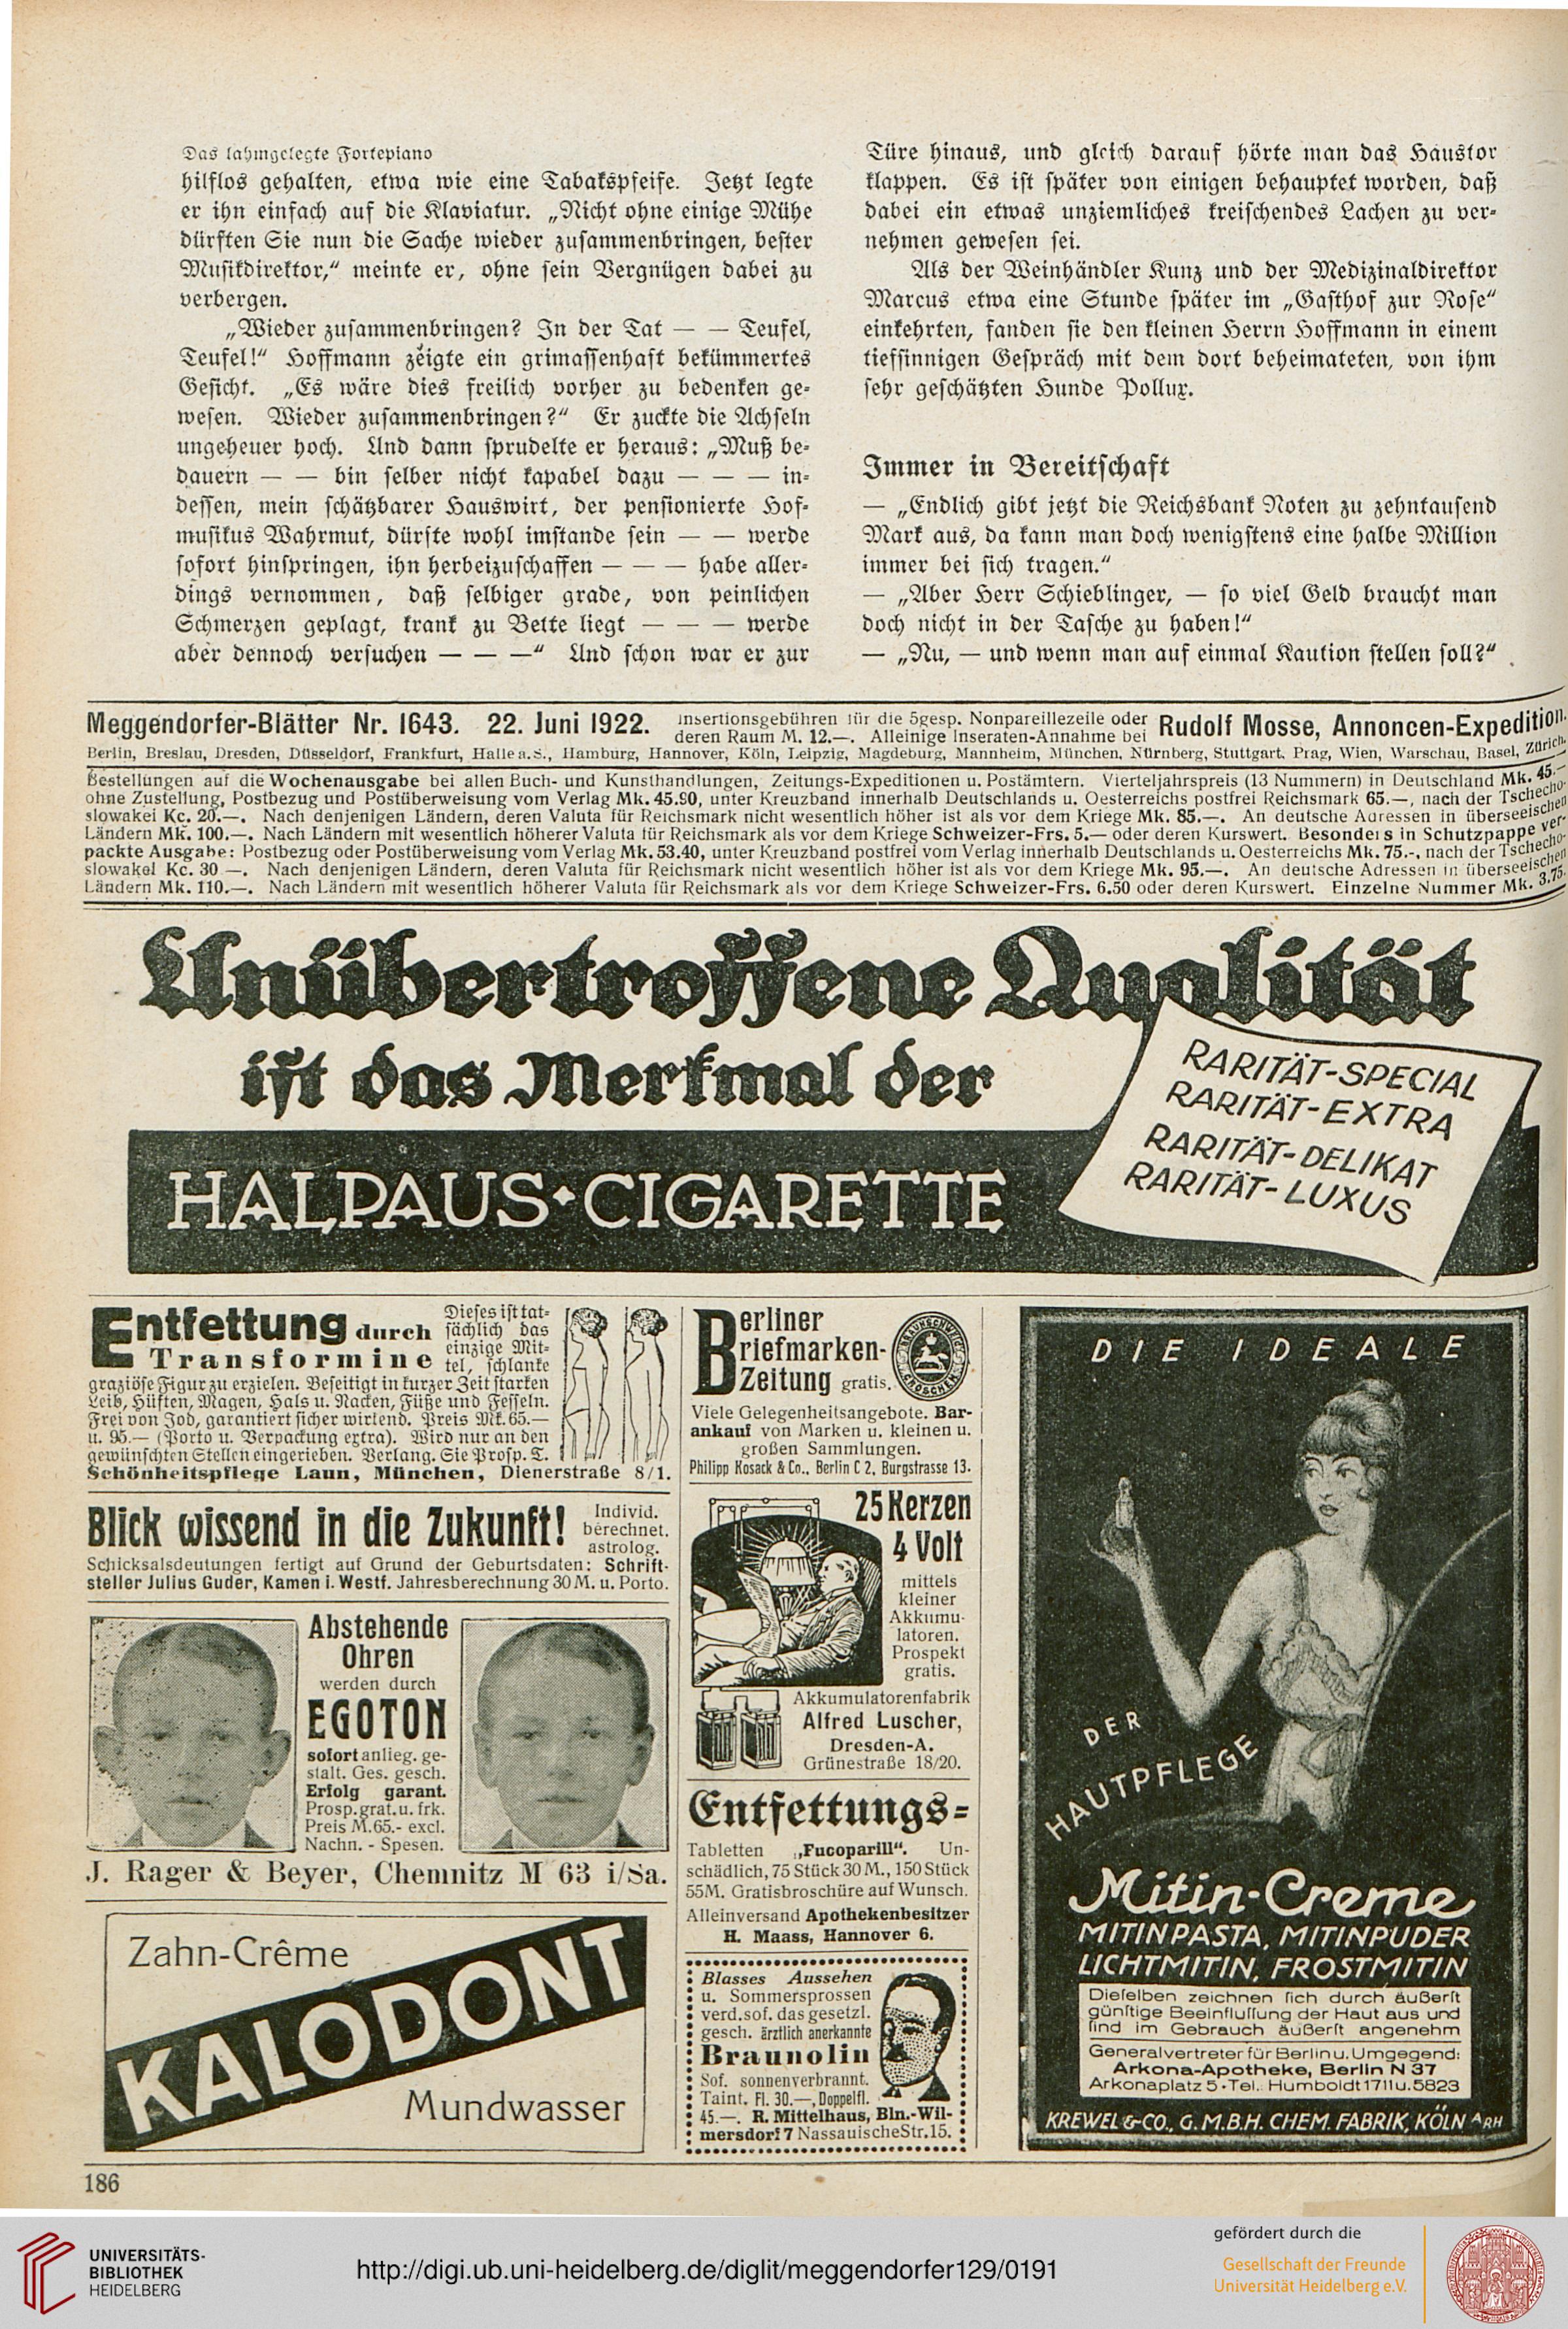 Das lahmgelegte Fortepiano
hilflos gehalten, etwa wie eine Tabakspfeife. Jetzt legte
er ihn einfach auf die Klaviatur. „Nicht ohne einige Mühe
dürften Sie nun die Sache wieder zusammenbringen, bester
Musikdirektor,“ meinte er, ohne sein Vergnügen dabei zu
verbergen.
„Wieder zusammenbringen? In der Tat — — Teufel,
Teufel!“ Hoffmann zeigte ein grimassenhaft bekümmertes
Gesicht. „Es wäre dies freilich vorher zu bedenken ge-
wesen. Wieder zusammenbringen?“ Er zuckte die Achseln
ungeheuer hoch. Und dann sprudelte er heraus: „Muß be-
dauern — — bin selber nicht kapabel dazu — — — in-
dessen, mein schätzbarer Hauswirt, der pensionierte Hof-
musikus Wahrmut, dürfte wohl imstande sein — — werde
sofort hinspringen, ihn herbeizuschaffen — — — habe aller-
dings vernommen, daß selbiger grade, von peinlichen
Schmerzen geplagt, krank zu Bette liegt — — — werde
aber dennoch versuchen — — —“ Und schon war er zur
Türe hinaus, und gleich darauf hörte man das Haustor
klappen. Es ist später von einigen behauptet worden, daß
dabei ein etwas unziemliches kreischendes Lachen zu ver-
nehmen gewesen sei.
Als der Weinhändler Kunz und der Medizinaldirektor
Marcus etwa eine Stunde später im „Gasthof zur Rose“
einkehrten, fanden sie den kleinen Herrn Hoffmann in einem
tiefsinnigen Gespräch mit dem dort beheimateten, von ihm
sehr geschätzten Hunde Pollux.
Immer in Bereitschaft
— „Endlich gibt jetzt die Reichsbank Noten zu zehntausend
Mark aus, da kann man doch wenigstens eine halbe Million
immer bei sich tragen.“
— „Aber Herr Schieblinger, — so viel Geld braucht man
doch nicht in der Tasche zu haben!“
— „Nu, — und wenn man auf einmal Kaution stellen soll?“
Meggendorfer-Blätter Nr. 1643. 22. Juni 1922.
Insertionsgebühren für die 5gesp. Nonpareillezeile oder
deren Raum M. 12.—. Alleinige Inseraten-Annahme bei
Rudolf Mosse, Annoncen-Expedition.
Berlin, Breslau, Dresden, Düsseldorf, Frankfurt, Halle a.S., Hamburg, Hannover, Köln, Leipzig, Magdeburg, Mannheim, München, Nürnberg, Stuttgart, Prag, Wien, Warschau, Basel, Zürich.
Bestellungen auf die Wochenausgabe bei allen Buch- und Kunsthandlungen, Zeitungs-Expeditionen u. Postämtern. Vierteljahrspreis (13 Nummern) in Deutschland Mk. 45.—
ohne Zustellung, Postbezug und Postüberweisung vom Verlag Mk. 45.90, unter Kreuzband innerhalb Deutschlands u. Oesterreichs postfrei Reichsmark 65.—, nach der Tschecho-
slowakei Kc. 20.—. Nach denjenigen Ländern, deren Valuta für Reichsmark nicht wesentlich höher ist als vor dem Kriege Mk. 85.—. An deutsche Adressen in überseeischen
Ländern Mk. 100.—. Nach Ländern mit wesentlich höherer Valuta für Reichsmark als vor dem Kriege Schweizer-Frs. 5.— oder deren Kurswert. Besonders in Schutzpappe ver-
packte Ausgabe: Postbezug oder Postüberweisung vom Verlag Mk. 53.40, unter Kreuzband postfrei vom Verlag innerhalb Deutschlands u. Oesterreichs Mk. 75.-, nach der Tschecho-
slowakei Kc. 30 —. Nach denjenigen Ländern, deren Valuta für Reichsmark nicht wesentlich höher ist als vor dem Kriege Mk. 95.—. An deutsche Adressen in überseeischen
Ländern Mk. 110.—. Nach Ländern mit wesentlich höherer Valuta für Reichsmark als vor dem Kriege Schweizer-Frs. 6.50 oder deren Kurswert. Einzelne Nummer Mk. 3.75.
Unübertroffene Qualität
ist das Merkmal der
HALPAUS·CIGARETTE
RARITÄT-SPECIAL
RARITÄT-EXTRA
RARITÄT-DELIKAT
RARITÄT-LUXUS
Entfettung durch
Transformine
Dieses ist tat-
sächlich das
einzige Mit-
tel, schlanke
graziöse Figur zu erzielen. Beseitigt in kurzer Zeit starken
Leib, Hüften, Magen, Hals u. Nacken, Füße und Fesseln.
Frei von Jod, garantiert sicher wirkend. Preis Mk. 65.—
u. 95.— (Porto u. Verpackung extra). Wird nur an den
gewünschten Stellen eingerieben. Verlang. Sie Prosp. T.
Schönheitspflege Laun, München, Dienerstraße 8/1.
Blick wissend in die Zukunft!
Individ.
berechnet.
astrolog.
Schicksalsdeutungen fertigt auf Grund der Geburtsdaten: Schrift-
steller Julius Guder, Kamen i. Westf. Jahresberechnung 30 M. u. Porto.
Abstehende
Ohren
werden durch
EGOTON
sofort anlieg. ge-
stalt. Ges. gesch.
Erfolg garant.
Prosp. grat. u. frk.
Preis M. 65.- excl.
Nachn. - Spesen.
J. Rager & Beyer, Chemnitz M 63 i/Sa.
Zahn-Crême
KALODONT
Mundwasser
Berliner
Briefmarken-
Zeitung gratis.
BRAUNSCHWEIG
GROSCHEN
Viele Gelegenheitsangebote. Bar-
ankauf von Marken u. kleinen u.
großen Sammlungen.
Philipp Kosack & Co., Berlin C 2, Burgstrasse 13.
25 Kerzen
4 Volt
mittels
kleiner
Akkumu-
latoren.
Prospekt
gratis.
Akkumulatorenfabrik
Alfred Luscher,
Dresden-A.
Grünestraße 18/20.
Entfettungs-
Tabletten „Fucoparill“. Un-
schädlich, 75 Stück 30 M., 150 Stück
55M. Gratisbroschüre auf Wunsch.
Alleinversand Apothekenbesitzer
H. Maass, Hannover 6.
Blasses Aussehen
u. Sommersprossen
verd. sof. das gesetzl.
gesch. ärztlich anerkannte
Braunolin
Sof. sonnenverbrannt.
Taint. Fl. 30.—, Doppelfl.
45.—. R. Mittelhaus, Bln.-Wil-
mersdorf 7 Nassauische Str. 15.
DIE IDEALE
DER
HAUTPFLEGE
Mitin-Creme
MITINPASTA, MITINPUDER
LICHTMITIN, FROSTMITIN
Dieselben zeichnen sich durch äußerst
günstige Beeinflussung der Haut aus und
sind im Gebrauch äußerst angenehm
Generalvertreter für Berlin u. Umgegend:
Arkona-Apotheke, Berlin N 37
Arkonaplatz 5 · Tel.: Humboldt 1711 u. 5823
KREWEL & CO., G.M.B.H. CHEM. FABRIK, KÖLN A RH
186
UNIVERSITÄTS-
BIBLIOTHEK
HEIDELBERG
http://digi.ub.uni-heidelberg.de/diglit/meggendorfer129/0191
gefördert durch die
Gesellschaft der Freunde
Universität Heidelberg e.V.